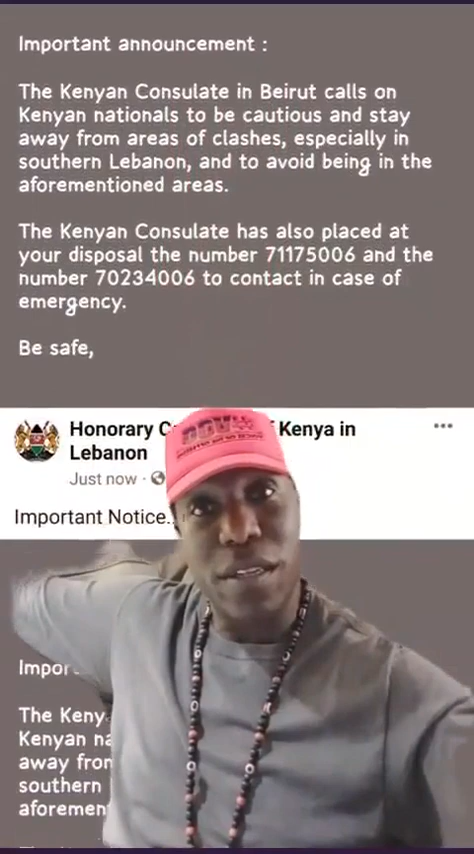 Important announcement :
The Kenyan Consulate in Beirut calls on
Kenyan nationals to be cautious and stay
away from areas of clashes, especially in
southern Lebanon, and to avoid being in the
aforementioned areas.
The Kenyan Consulate has also placed at
your disposal the number 71175006 and the
number 70234006 to contact in case of
emergency.
Be safe,
Honorary C Kenya in
Lebanon
Just now ·
Important Notice..
Impor
The Keny
Kenyan na
away from
southern
aforemen